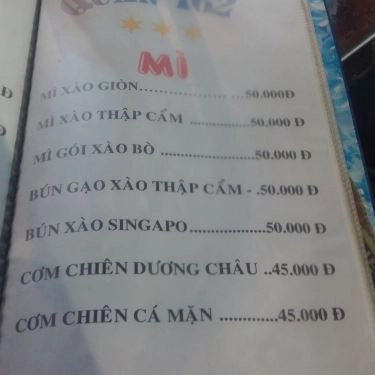 MÌ
MÌ XÀO GIÒN......................50.000Đ
MÌ XÀO THẬP CẨM ................50.000 Đ
MÌ GÓI XÀO BÒ .......................50.000 Đ
BÚN GẠO XÀO THẬP CẨM - .50.000 Đ
BÚN XÀO SINGAPO...................50.000 Đ
CƠM CHIÊN DƯƠNG CHÂU ..45.000 Đ
CƠM CHIÊN CÁ MẶN .............45.000 Đ